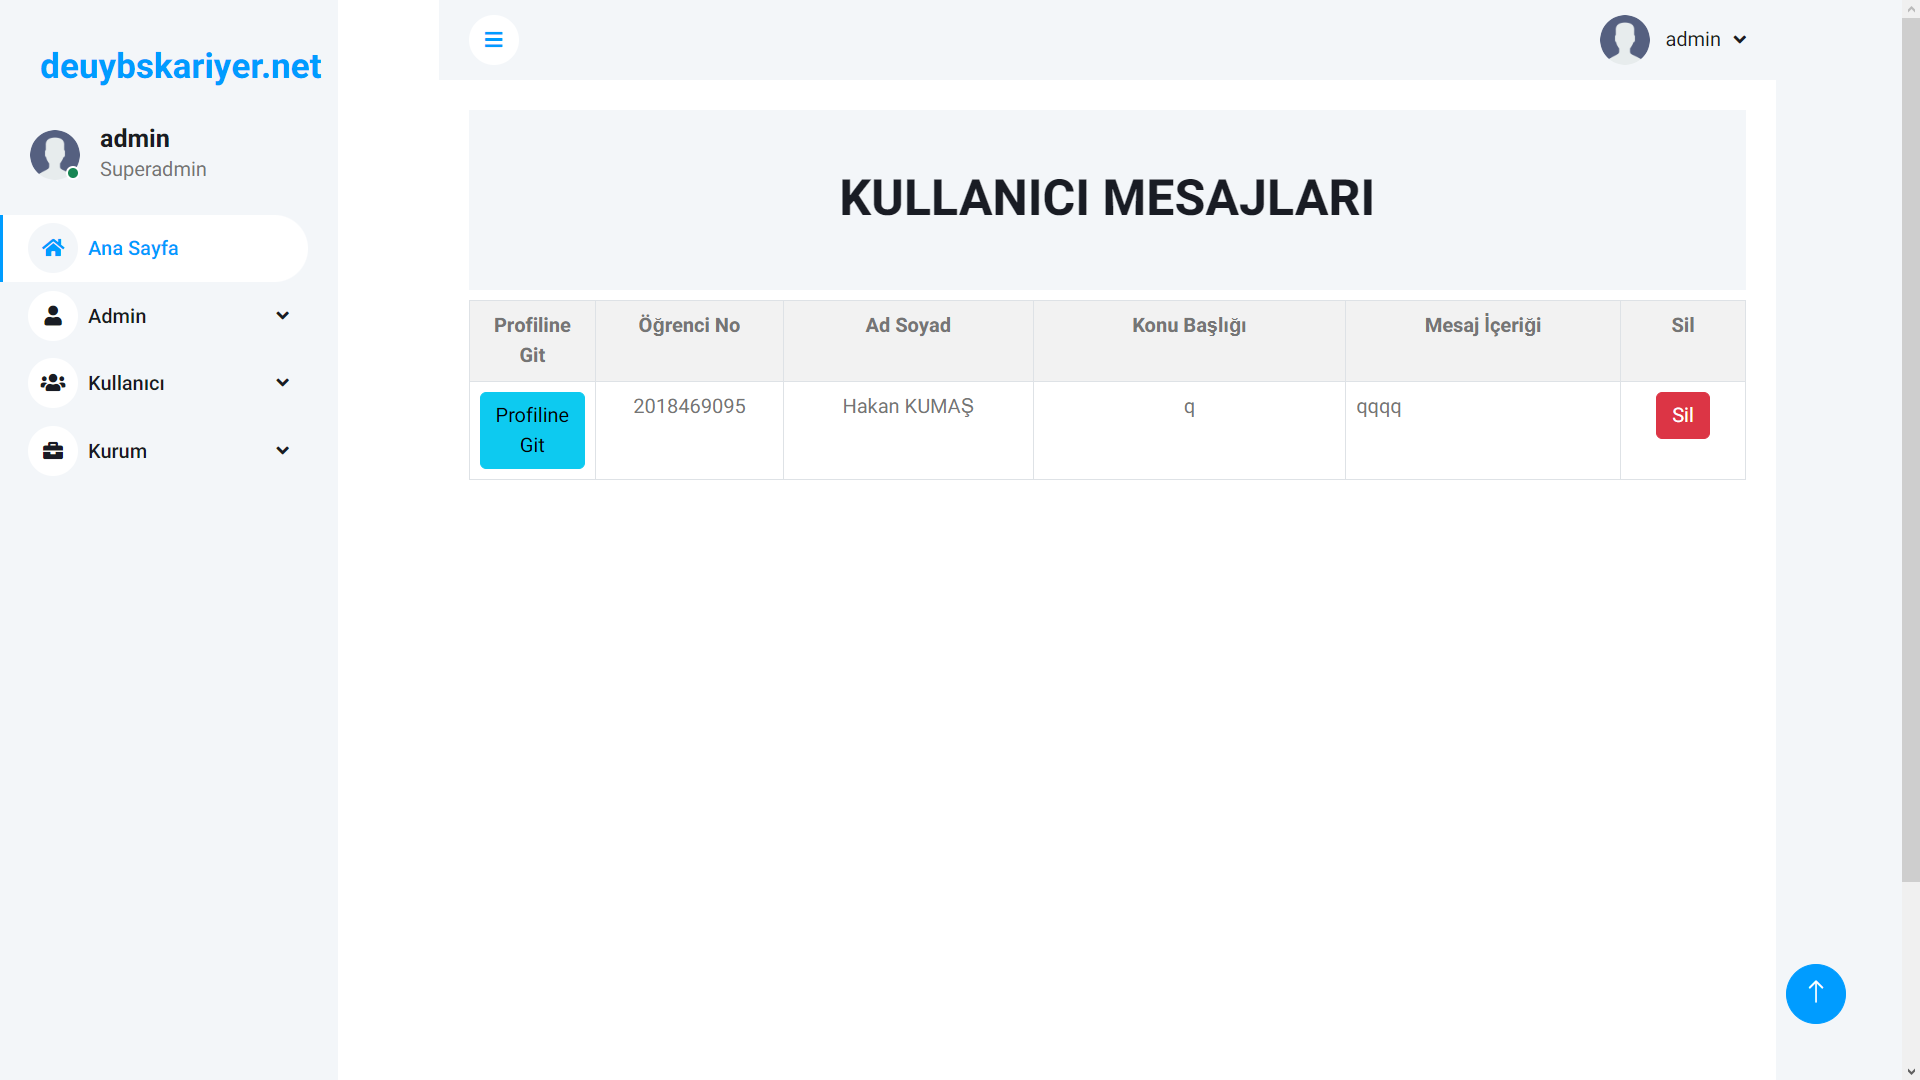 deuybskariyer.net
admin
Superadmin
Ana Sayfa
Admin
Kullanıcı
Kurum
admin
KULLANICI MESAJLARI
Profiline Git
Öğrenci No
Ad Soyad
Konu Başlığı
Mesaj İçeriği
Sil
Profiline Git
2018469095
Hakan KUMAŞ
q
qqqq
Sil